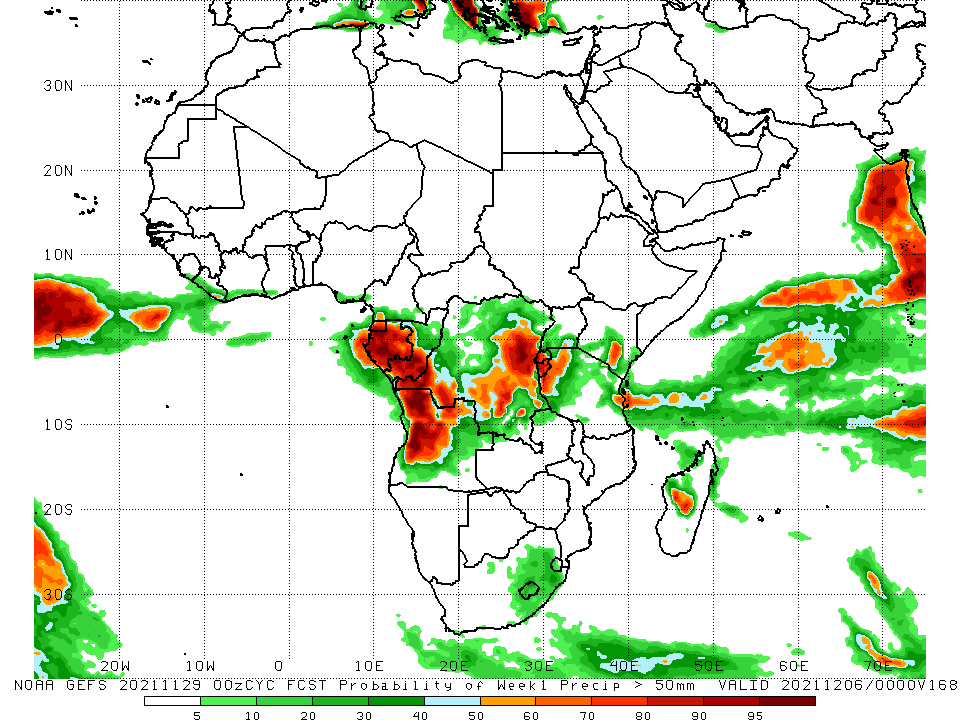 30N
20N
10N
0
10S
20S
30S
20W 10W 0 10E 20E 30E 40E 50E 60E 70E
NOAA GEFS 20211129 00zCYC FCST Probability of Week1 Precip > 50mm VALID 20211206/0000V168
5 10 20 30 40 50 60 70 80 90 95